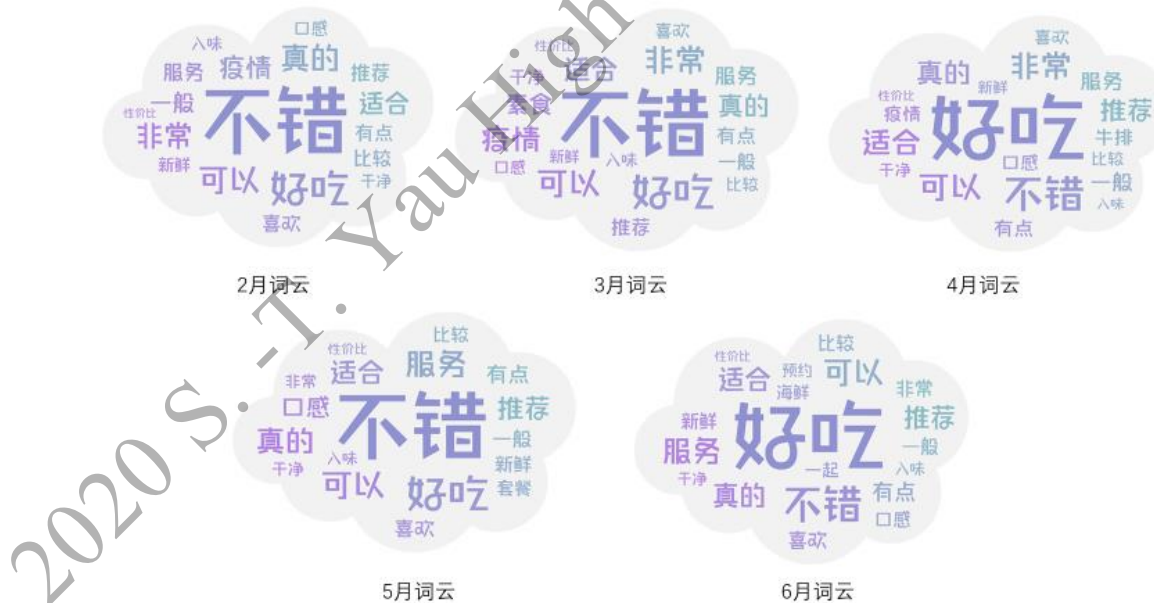 口感
入味
真的
服务
疫情
推荐
性价比
一般
不错
适合
非常
有点
新鲜
比较
可以
好吃
干净
喜欢
2月词云
喜欢
性价比
非常
干净
适合
服务
素食
不错
真的
疫情
有点
口感
新鲜
入味
一般
可以
好吃
比较
推荐
3月词云
喜欢
真的
非常
新鲜
服务
性价比
疫情
好吃
推荐
适合
牛排
干净
口感
比较
可以
不错
一般
入味
有点
4月词云
比较
性价比
服务
适合
有点
非常
口感
不错
推荐
真的
一般
干净
入味
新鲜
可以
好吃
套餐
喜欢
5月词云
比较
性价比
适合
预约
可以
海鲜
非常
新鲜
好吃
推荐
服务
一般
一起
入味
干净
真的
不错
有点
口感
喜欢
6月词云
2020 S.-T. Yau High